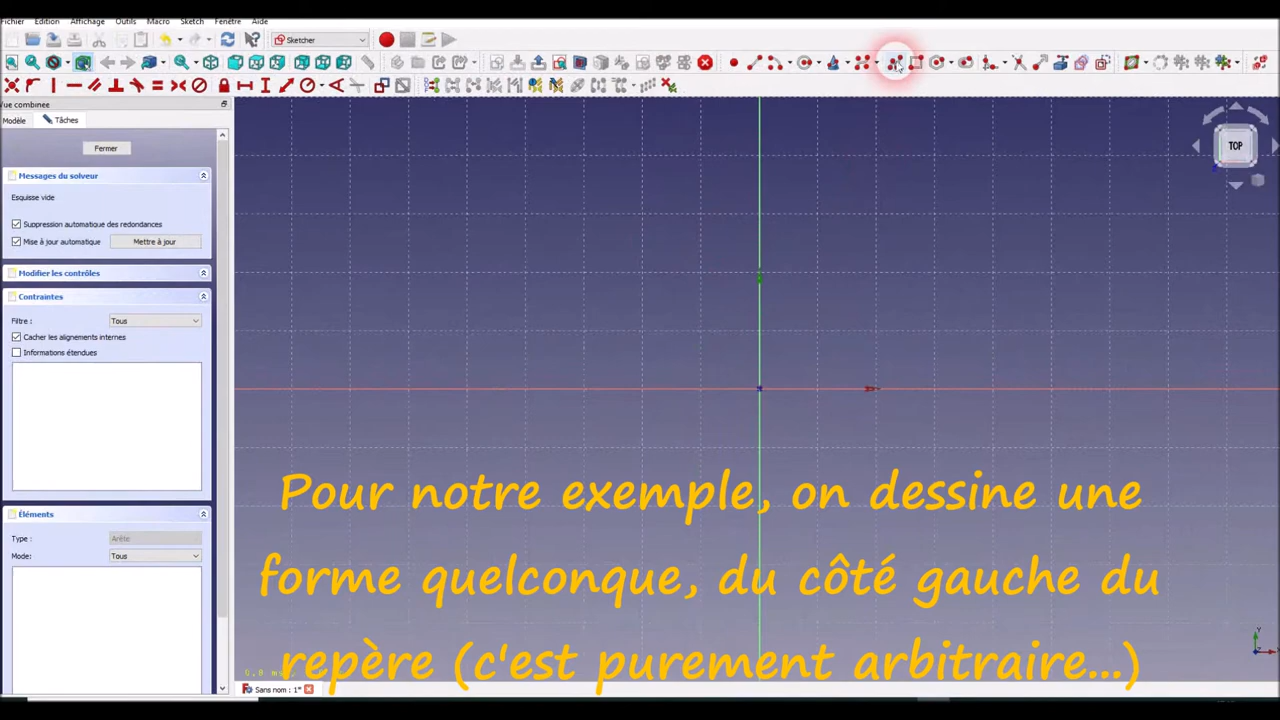 Fichier Edition Affichage Outils Macro Sketch Fenêtre Aide
Sketcher
Vue combinee
Modèle Tâches
Fermer
Messages du solveur
Esquisse vide
Suppression automatique des redondances
Mise à jour automatique Mettre à jour
Modifier les contrôles
Contraintes
Filtre : Tous
Cacher les alignements internes
Informations étendues
Éléments
Type : Arête
Mode: Tous
TOP
Pour notre exemple, on dessine une
forme quelconque, du côté gauche du
repère (c'est purement arbitraire...)
Y
Sans nom : 1*